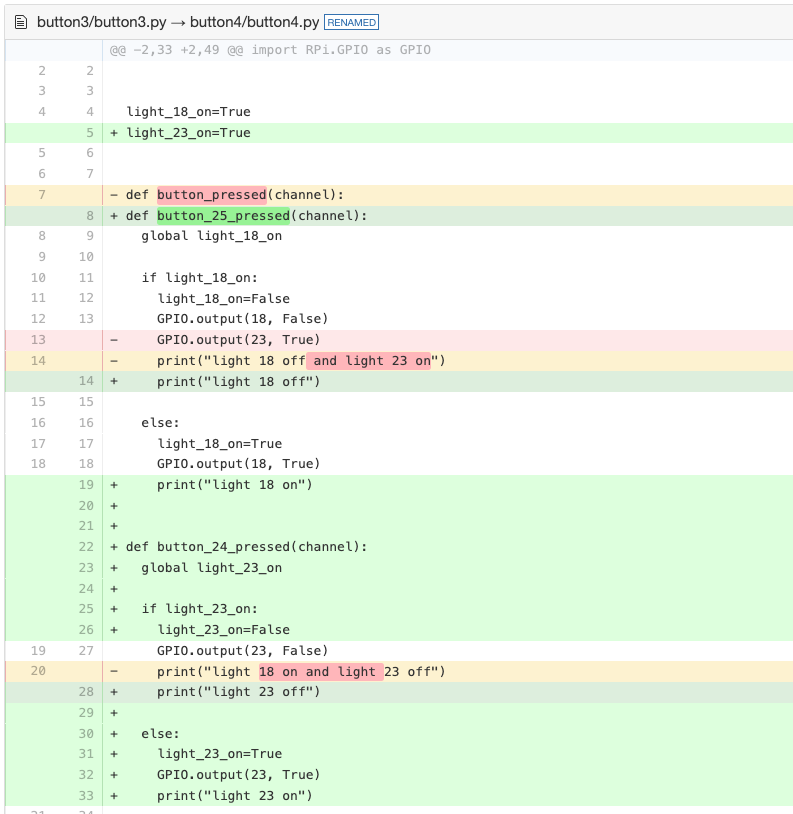 button3/button3.py → button4/button4.py RENAMED
@@ -2,33 +2,49 @@ import RPi.GPIO as GPIO
2 2
3 3
4 4 light_18_on=True
5 + light_23_on=True
5 6
6 7
7 - def button_pressed(channel):
8 + def button_25_pressed(channel):
8 9 global light_18_on
9 10
10 11 if light_18_on:
11 12 light_18_on=False
12 13 GPIO.output(18, False)
13 - GPIO.output(23, True)
14 - print("light 18 off and light 23 on")
14 + print("light 18 off")
15 15
16 16 else:
17 17 light_18_on=True
18 18 GPIO.output(18, True)
19 + print("light 18 on")
20 +
21 +
22 + def button_24_pressed(channel):
23 + global light_23_on
24 +
25 + if light_23_on:
26 + light_23_on=False
19 27 GPIO.output(23, False)
20 - print("light 18 on and light 23 off")
28 + print("light 23 off")
29 +
30 + else:
31 + light_23_on=True
32 + GPIO.output(23, True)
33 + print("light 23 on")